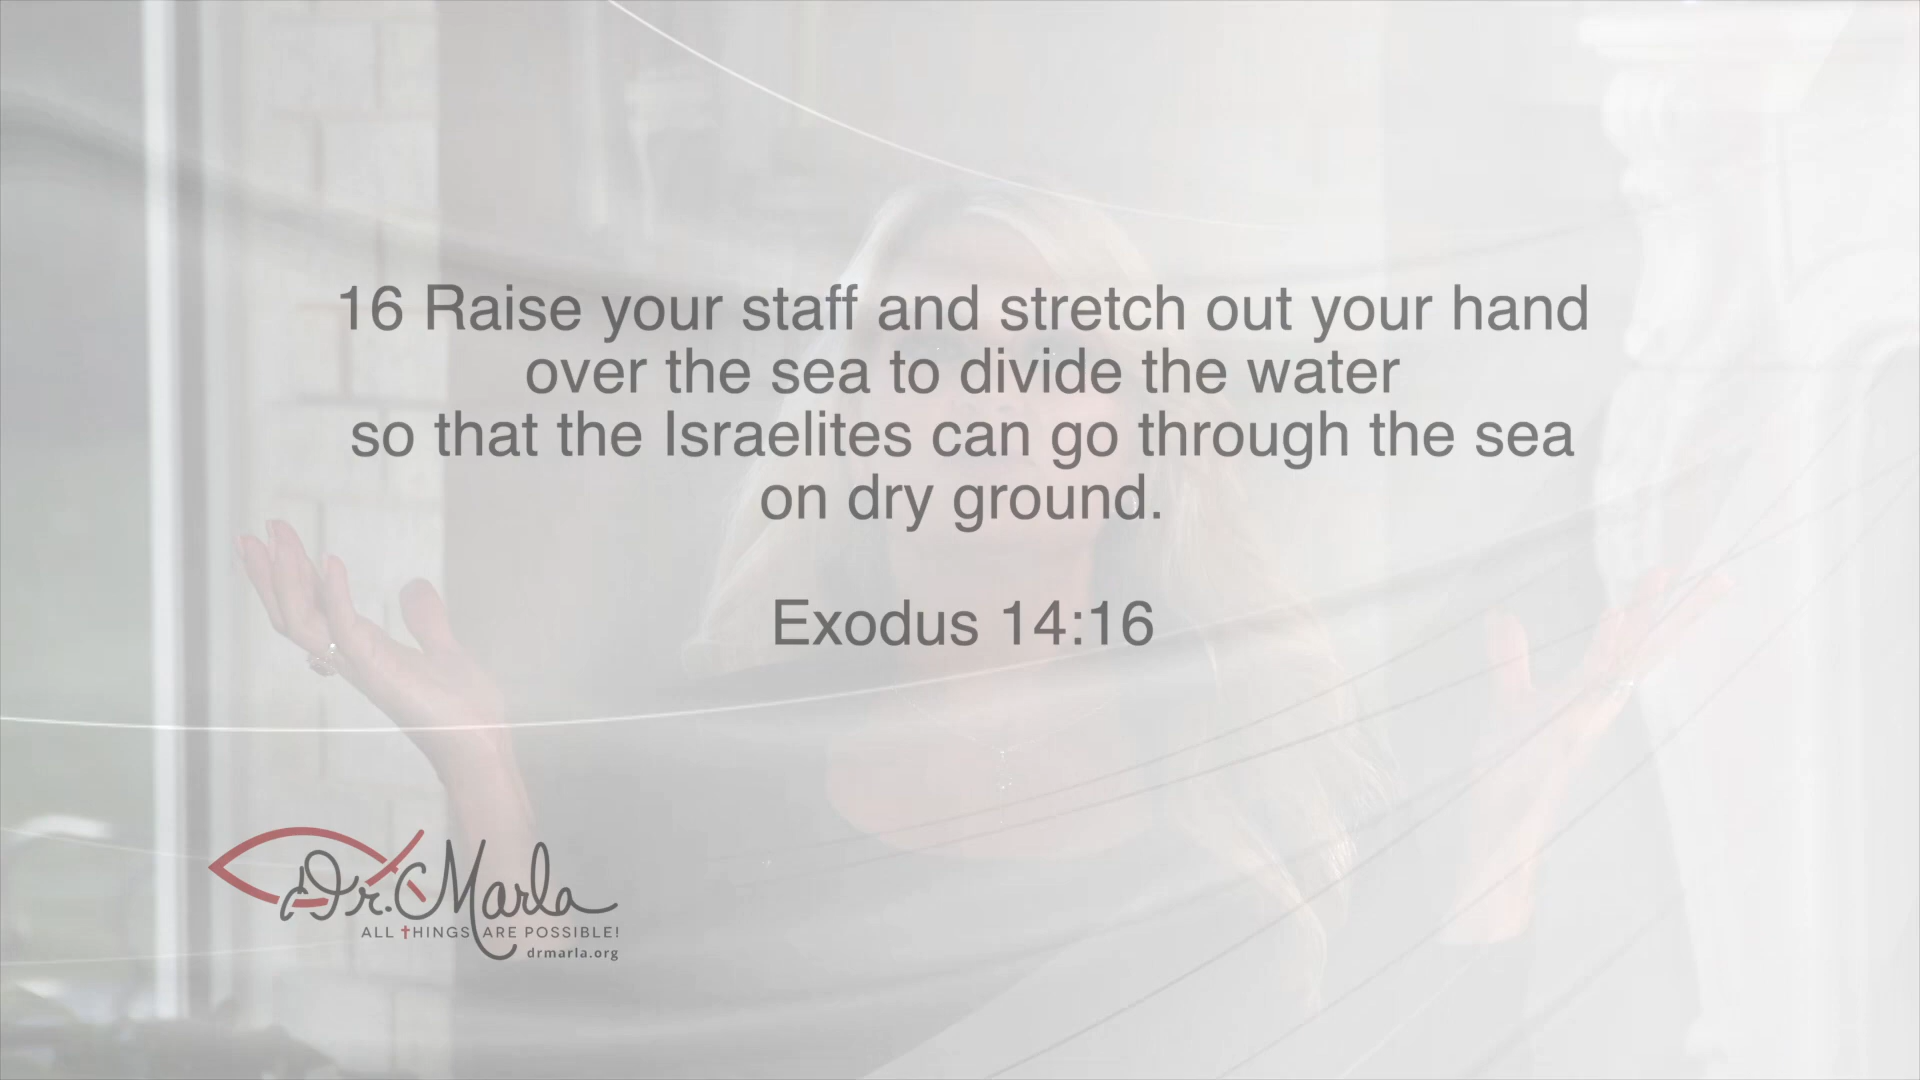 16 Raise your staff and stretch out your hand
over the sea to divide the water
so that the Israelites can go through the sea
on dry ground.
Exodus 14:16
Dr. Marla
ALL THINGS ARE POSSIBLE!
drmarla.org